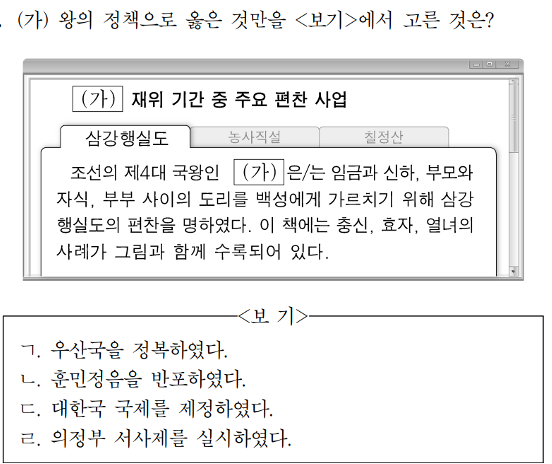 . (가) 왕의 정책으로 옳은 것만을 <보기>에서 고른 것은?
(가) 재위 기간 중 주요 편찬 사업
삼강행실도 농사직설 칠정산
조선의 제4대 국왕인 (가) 은/는 임금과 신하, 부모와
자식, 부부 사이의 도리를 백성에게 가르치기 위해 삼강
행실도의 편찬을 명하였다. 이 책에는 충신, 효자, 열녀의
사례가 그림과 함께 수록되어 있다.
<보 기>
ㄱ. 우산국을 정복하였다.
ㄴ. 훈민정음을 반포하였다.
ㄷ. 대한국 국제를 제정하였다.
ㄹ. 의정부 서사제를 실시하였다.